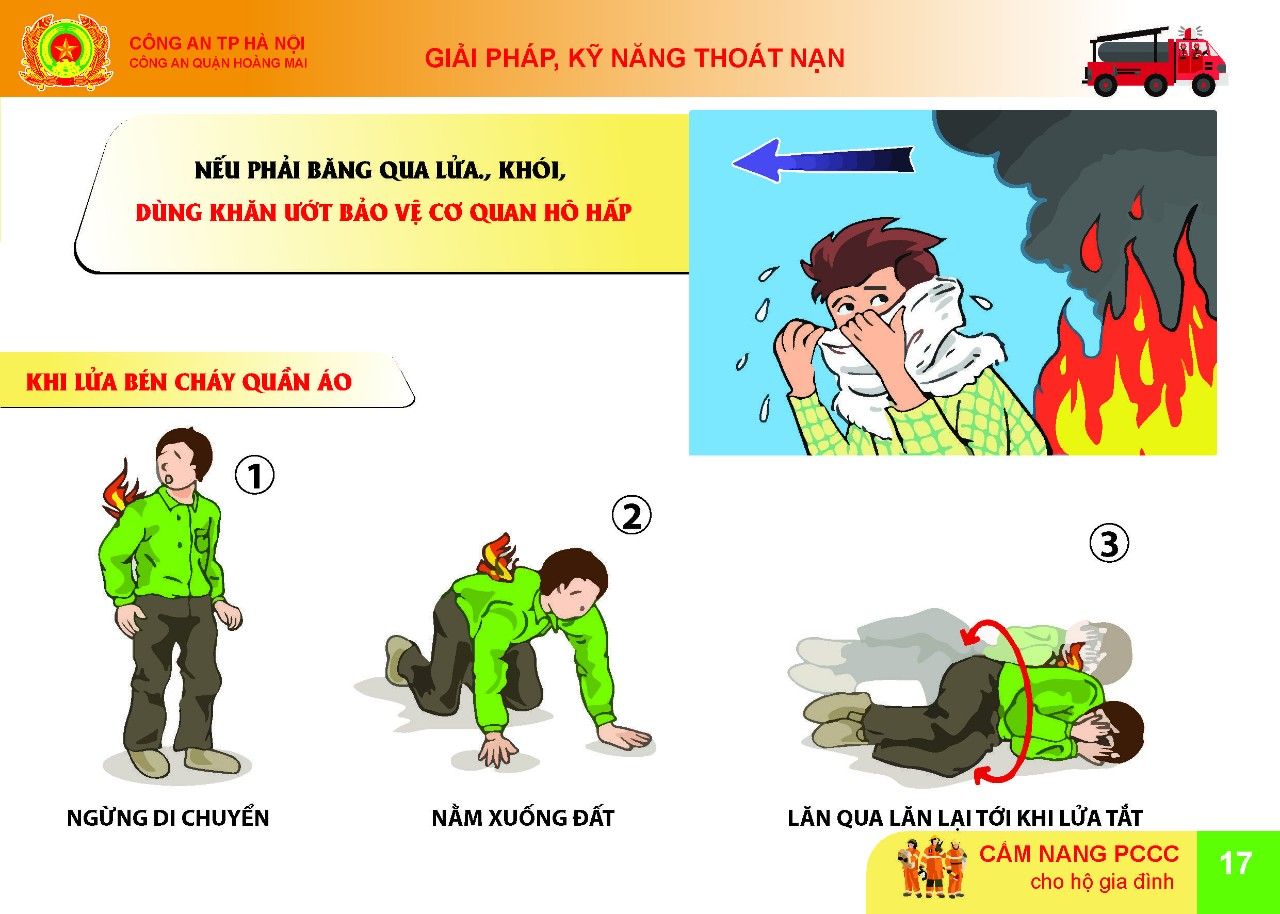 CÔNG AN TP HÀ NỘI
CÔNG AN QUẬN HOÀNG MAI
GIẢI PHÁP, KỸ NĂNG THOÁT NẠN
NẾU PHẢI BĂNG QUA LỬA., KHÓI,
DÙNG KHĂN ƯỚT BẢO VỆ CƠ QUAN HÔ HẤP
KHI LỬA BÉN CHÁY QUẦN ÁO
1
2
3
NGỪNG DI CHUYỂN
NẰM XUỐNG ĐẤT
LĂN QUA LĂN LẠI TỚI KHI LỬA TẮT
CẨM NANG PCCC
cho hộ gia đình
17